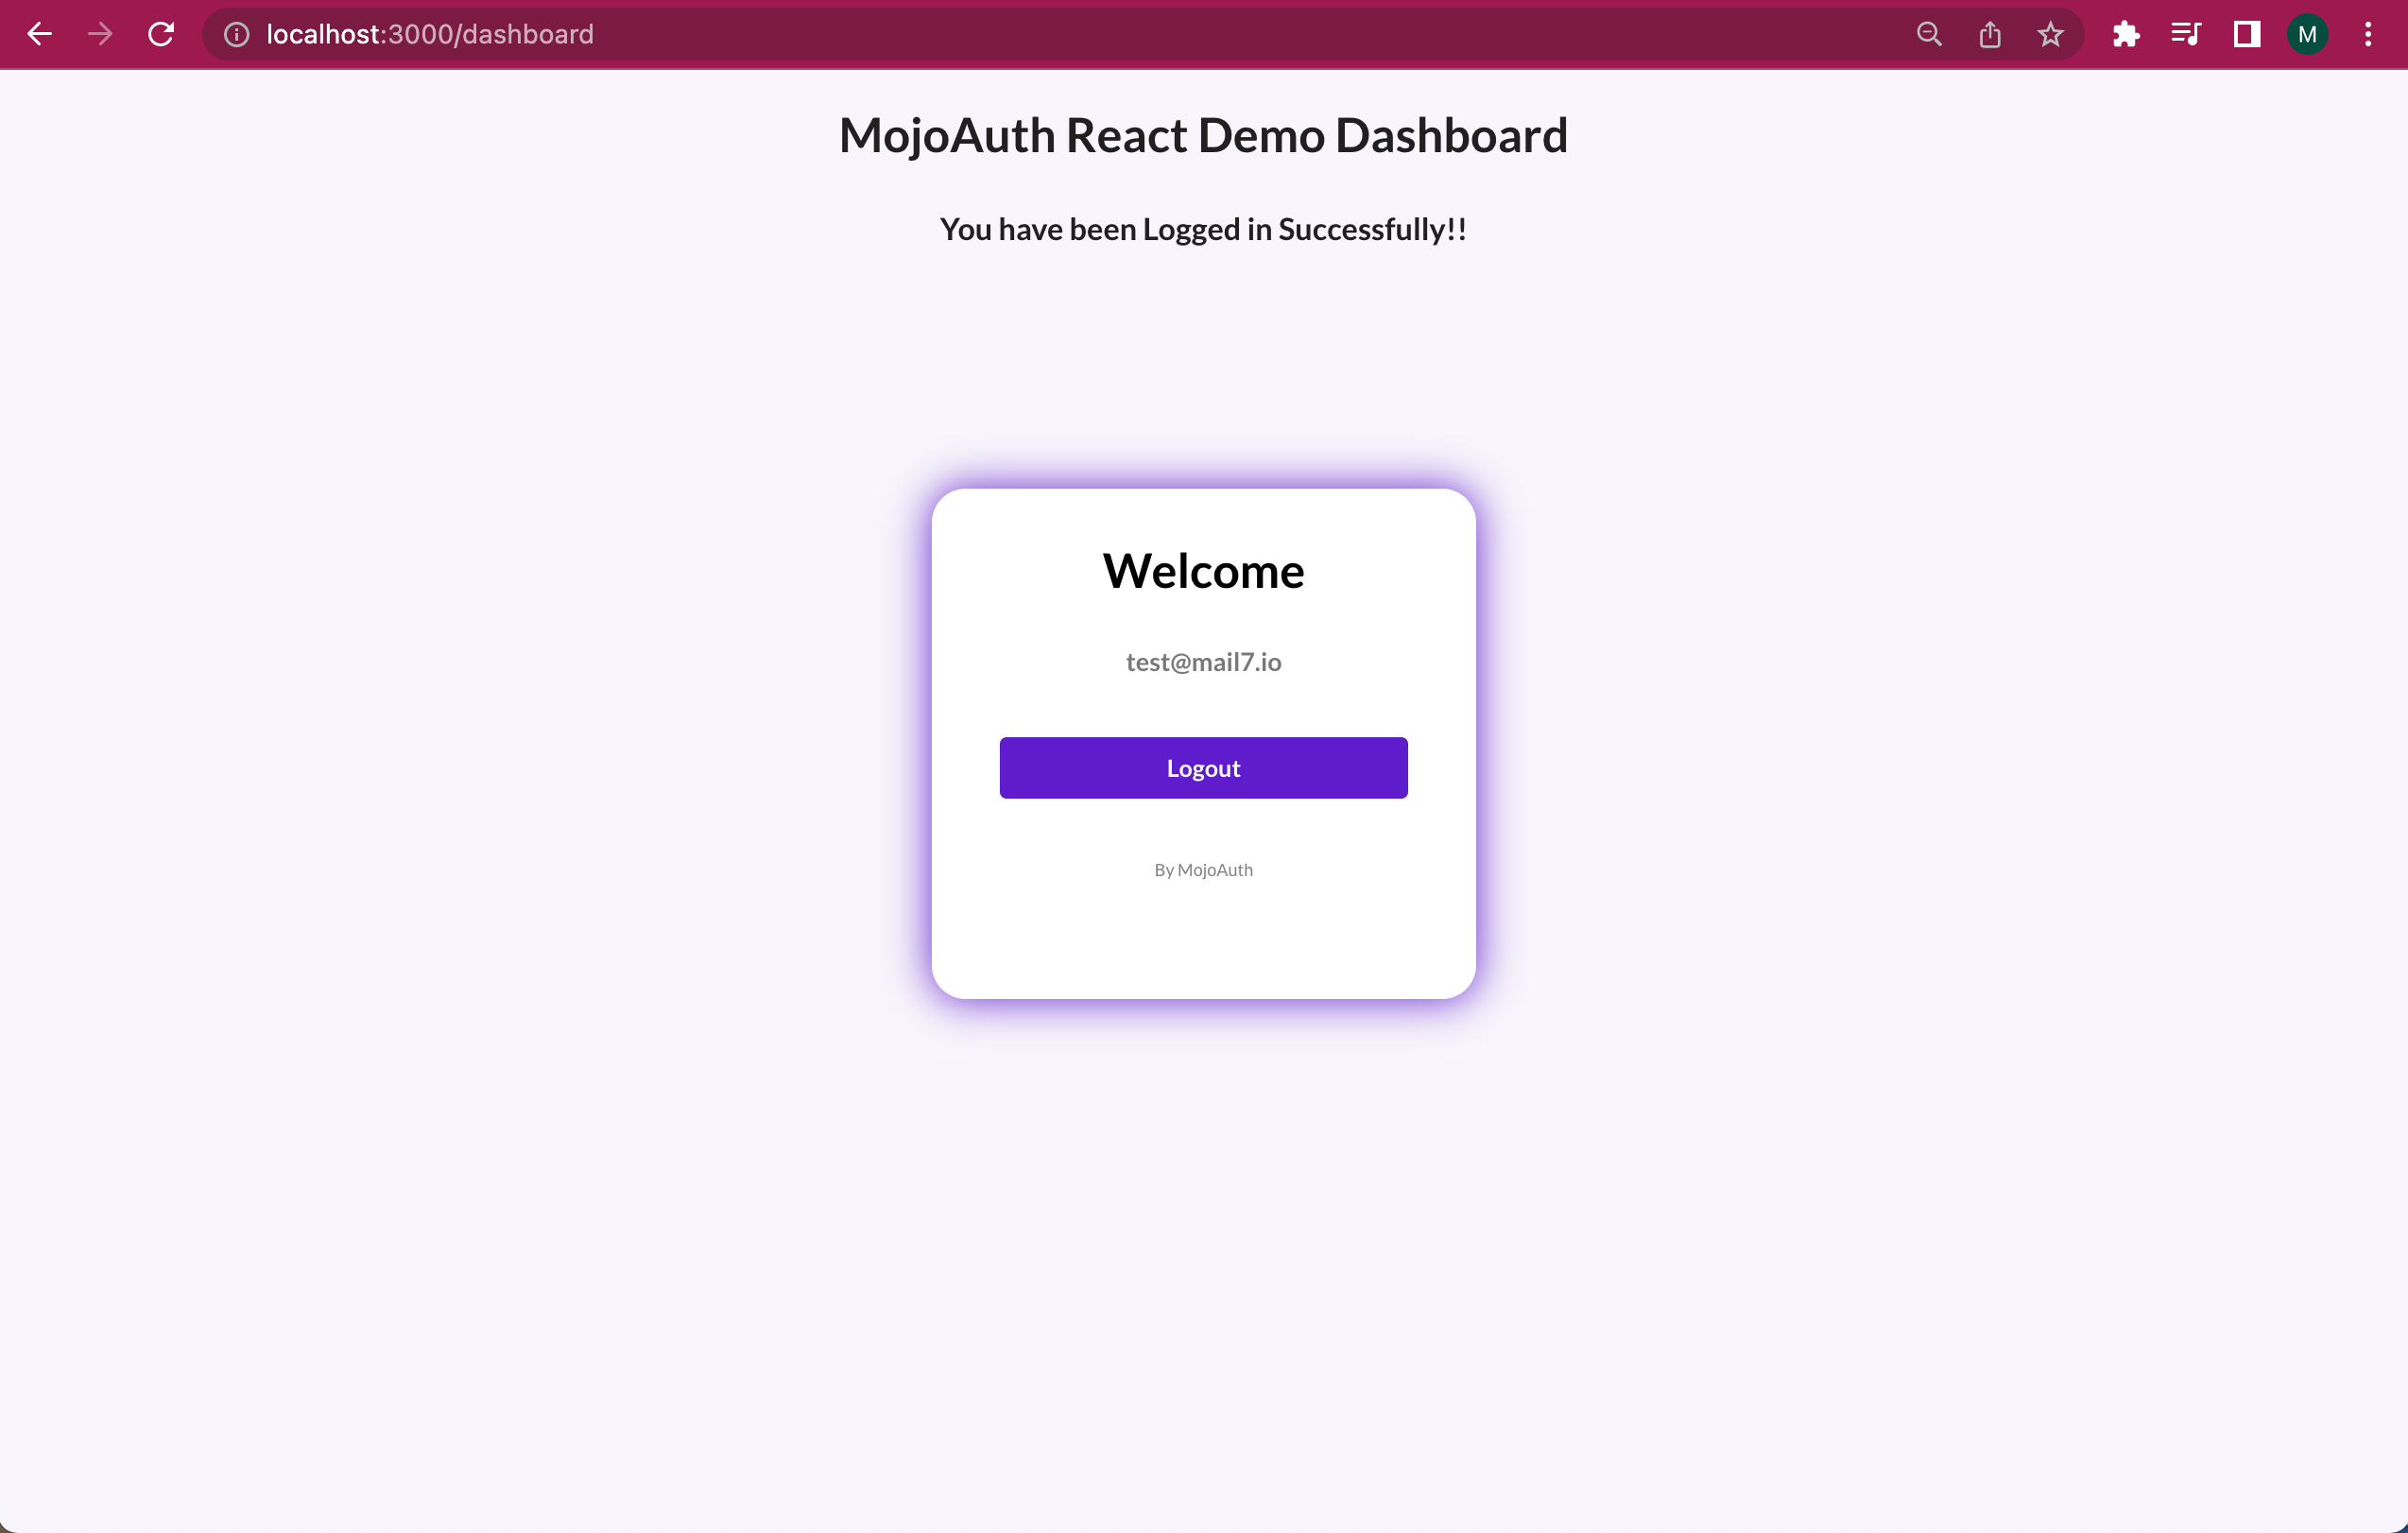 localhost:3000/dashboard
M
MojoAuth React Demo Dashboard
You have been Logged in Successfully!!
Welcome
test@mail7.io
Logout
By MojoAuth